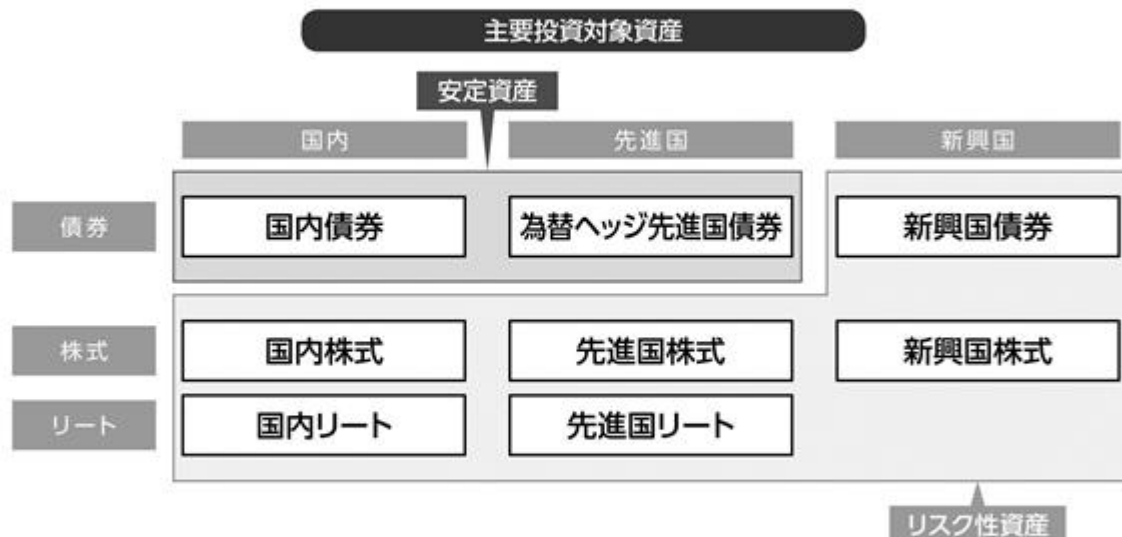 主要投資対象資産
安定資産
国内 先進国 新興国
債券 国内債券 為替ヘッジ先進国債券 新興国債券
株式 国内株式 先進国株式 新興国株式
リート 国内リート 先進国リート
リスク性資産